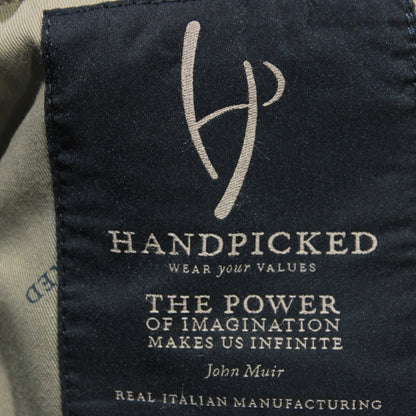 HANDPICKED
WEAR your VALUES
THE POWER
OF IMAGINATION
MAKES US INFINITE
John Muir
REAL ITALIAN MANUFACTURING